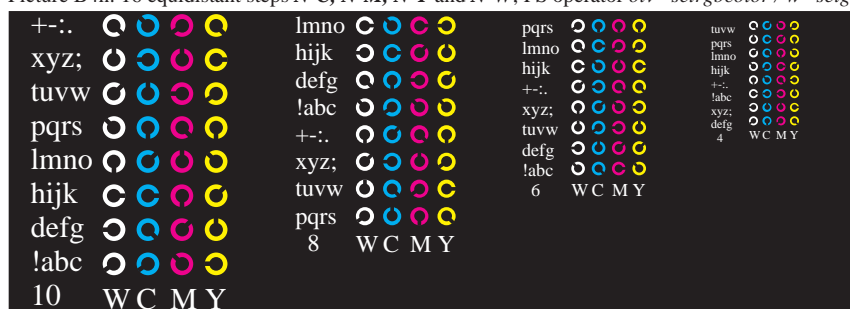 +-:.
xyz;
tuvw
pqrs
lmno
hijk
defg
!abc
10 W C M Y
lmno
hijk
defg
!abc
+-:.
xyz;
tuvw
pqrs
8 W C M Y
pqrs
lmno
hijk
+-:.
xyz;
tuvw
defg
!abc
6 W C M Y
tuvw
pqrs
lmno
hijk
+-:.
!abc
xyz;
defg
4 W C M Y